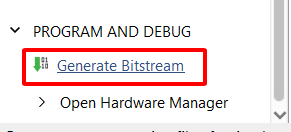 PROGRAM AND DEBUG
Generate Bitstream
Open Hardware Manager